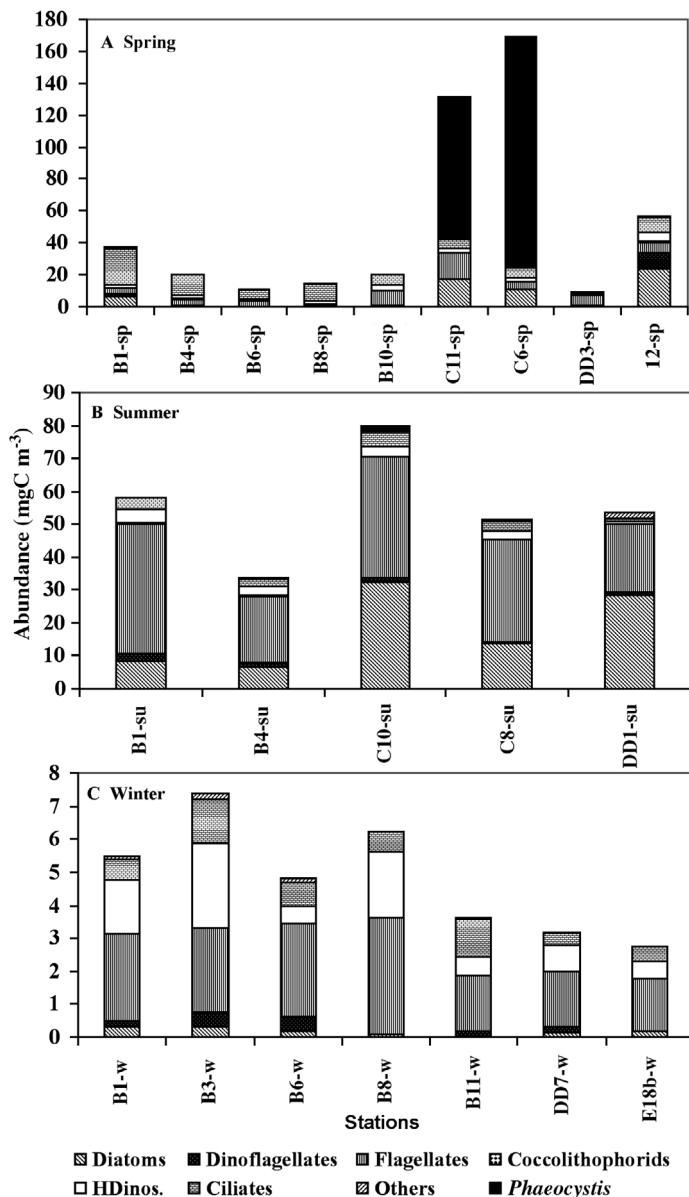 A Spring
180
160
140
120
100
80
60
40
20
0
B1-sp
B4-sp
B6-sp
B8-sp
B10-sp
C11-sp
C6-sp
DD3-sp
12-sp
Abundance (mgC m⁻³)
B Summer
90
80
70
60
50
40
30
20
10
0
B1-su
B4-su
C10-su
C8-su
DD1-su
C Winter
8
7
6
5
4
3
2
1
0
B1-w
B3-w
B6-w
B8-w
B11-w
DD7-w
E18b-w
Stations
Diatoms
Dinoflagellates
Flagellates
Coccolithophorids
HDinos.
Ciliates
Others
Phaeocystis